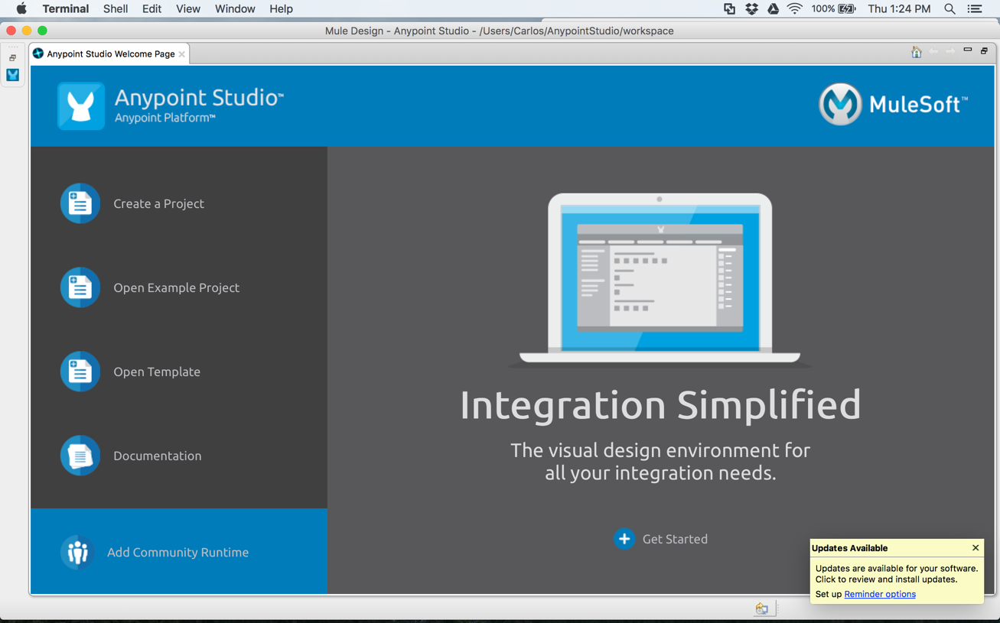 Terminal Shell Edit View Window Help 100% Thu 1:24 PM
Mule Design - Anypoint Studio - /Users/Carlos/AnypointStudio/workspace
Anypoint Studio Welcome Page
Anypoint Studio™
Anypoint Platform™
MuleSoft™
Create a Project
Open Example Project
Open Template
Documentation
Add Community Runtime
Integration Simplified
The visual design environment for
all your integration needs.
Get Started
Updates Available
Updates are available for your software.
Click to review and install updates.
Set up Reminder options